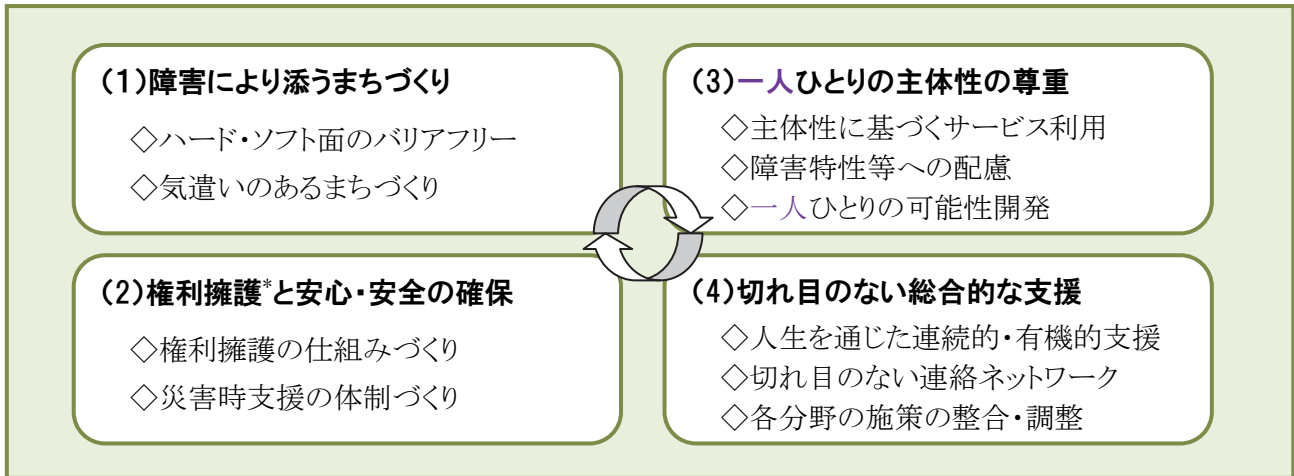 (1)障害により添うまちづくり
◇ハード・ソフト面のバリアフリー
◇気遣いのあるまちづくり
(2)権利擁護*と安心・安全の確保
◇権利擁護の仕組みづくり
◇災害時支援の体制づくり
(3)一人ひとりの主体性の尊重
◇主体性に基づくサービス利用
◇障害特性等への配慮
◇一人ひとりの可能性開発
(4)切れ目のない総合的な支援
◇人生を通じた連続的・有機的支援
◇切れ目のない連絡ネットワーク
◇各分野の施策の整合・調整